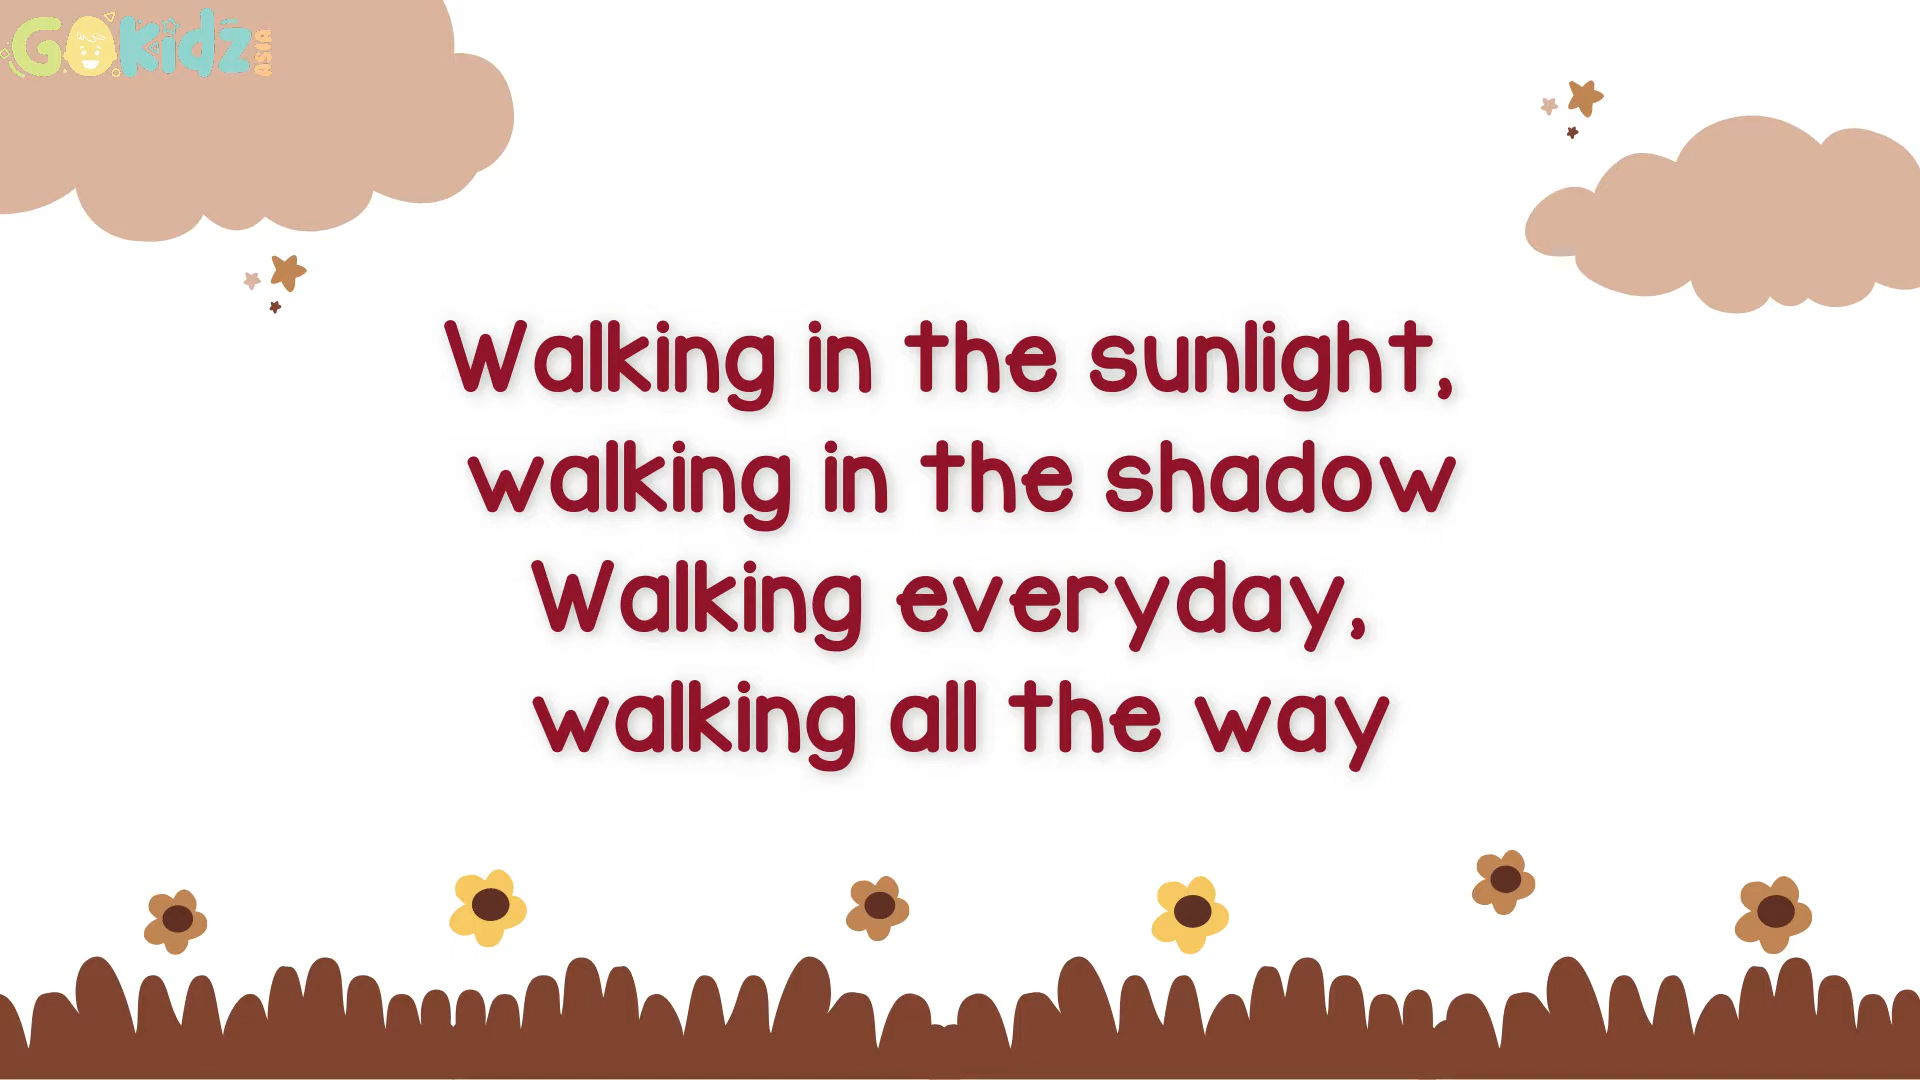 GOKidz ASIA
Walking in the sunlight,
walking in the shadow
Walking everyday,
walking all the way